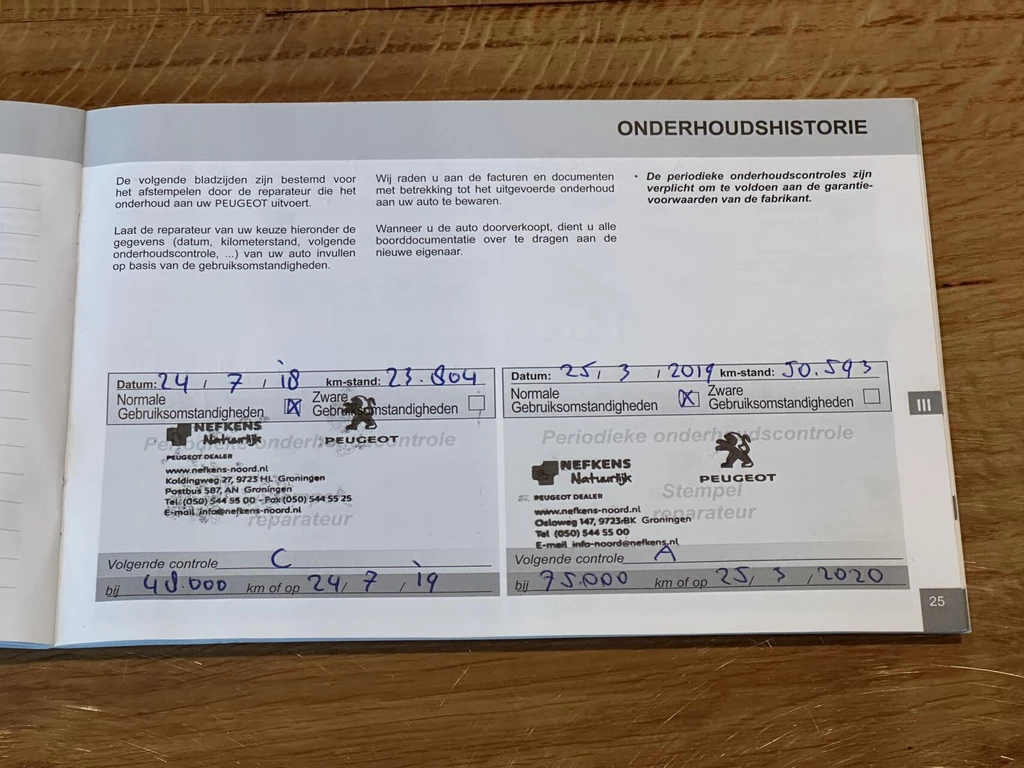 ONDERHOUDSHISTORIE
De volgende bladzijden zijn bestemd voor
het afstempelen door de reparateur die het
onderhoud aan uw PEUGEOT uitvoert.
Laat de reparateur van uw keuze hieronder de
gegevens (datum, kilometerstand, volgende
onderhoudscontrole, ...) van uw auto invullen
op basis van de gebruiksomstandigheden.
Wij raden u aan de facturen en documenten
met betrekking tot het uitgevoerde onderhoud
aan uw auto te bewaren.
Wanneer u de auto doorverkoopt, dient u alle
boorddocumentatie over te dragen aan de
nieuwe eigenaar.
• De periodieke onderhoudscontroles zijn
verplicht om te voldoen aan de garantie-
voorwaarden van de fabrikant.
Datum: 24 / 7 / 18 km-stand: 23.804
Normale
Gebruiksomstandigheden
Zware
Gebruiksomstandigheden
Periodieke onderhoudscontrole
NEFKENS
Natuurlijk
PEUGEOT
PEUGEOT DEALER
www.nefkens-noord.nl
Koldingweg 27, 9723 HL Groningen
Postbus 587, AN Groningen
Tel (050) 544 55 00 - Fax (050) 544 55 25
E-mail info@nefkens-noord.nl
reparateur
Volgende controle C
bij 48.000 km of op 24 / 7 / 19
Datum: 25 / 3 / 2019 km-stand: 50.593
Normale
Gebruiksomstandigheden
Zware
Gebruiksomstandigheden
Periodieke onderhoudscontrole
NEFKENS
Natuurlijk
PEUGEOT
PEUGEOT DEALER
Stempel
www.nefkens-noord.nl
reparateur
Osloweg 147, 9723 BK Groningen
Tel (050) 544 55 00
E-mail info-noord@nefkens.nl
Volgende controle A
bij 75.000 km of op 25 / 3 / 2020
III
25